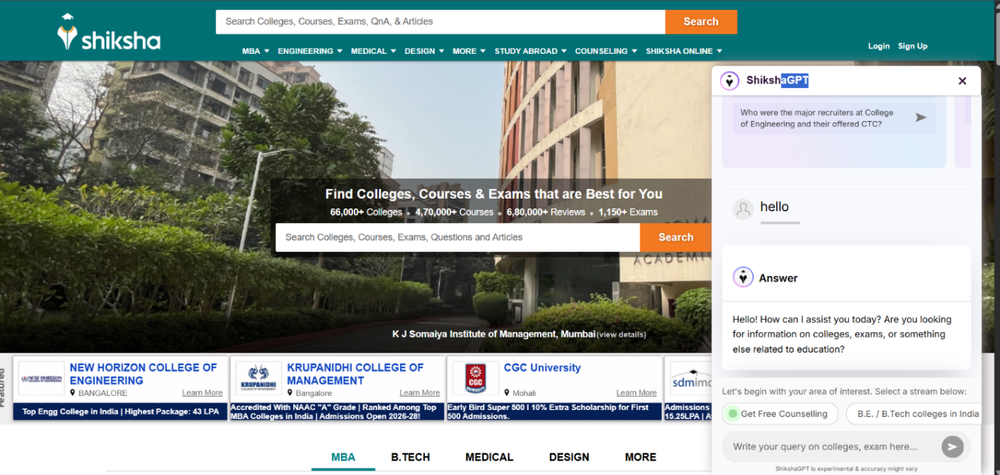 shiksha
Search Colleges, Courses, Exams, QnA, & Articles
Search
MBA ENGINEERING MEDICAL DESIGN MORE STUDY ABROAD COUNSELING SHIKSHA ONLINE
Login Sign Up
Find Colleges, Courses & Exams that are Best for You
66,000+ Colleges • 4,70,000+ Courses • 6,80,000+ Reviews • 1,150+ Exams
Search Colleges, Courses, Exams, Questions and Articles
Search
K J Somaiya Institute of Management, Mumbai(view details)
Featured
NEW HORIZON
NEW HORIZON COLLEGE OF
ENGINEERING
BANGALORE
Learn More
Top Engg College in India | Highest Package: 43 LPA
KRUPANIDHI
KRUPANIDHI COLLEGE OF
MANAGEMENT
Bangalore
Learn More
Accredited With NAAC "A" Grade | Ranked Among Top
MBA Colleges in India | Admissions Open 2026-28!
CGC
CGC University
Mohali
Learn More
Early Bird Super 500 I 10% Extra Scholarship for First
500 Admissions.
Admissions
15.25LPA | A
MBA B.TECH MEDICAL DESIGN MORE
ShikshaGPT
Who were the major recruiters at College
of Engineering and their offered CTC?
hello
Answer
Hello! How can I assist you today? Are you looking
for information on colleges, exams, or something
else related to education?
Let's begin with your area of interest. Select a stream below:
Get Free Counselling
B.E. / B.Tech colleges in India
Write your query on colleges, exam here...
ShikshaGPT is experimental & accuracy might vary